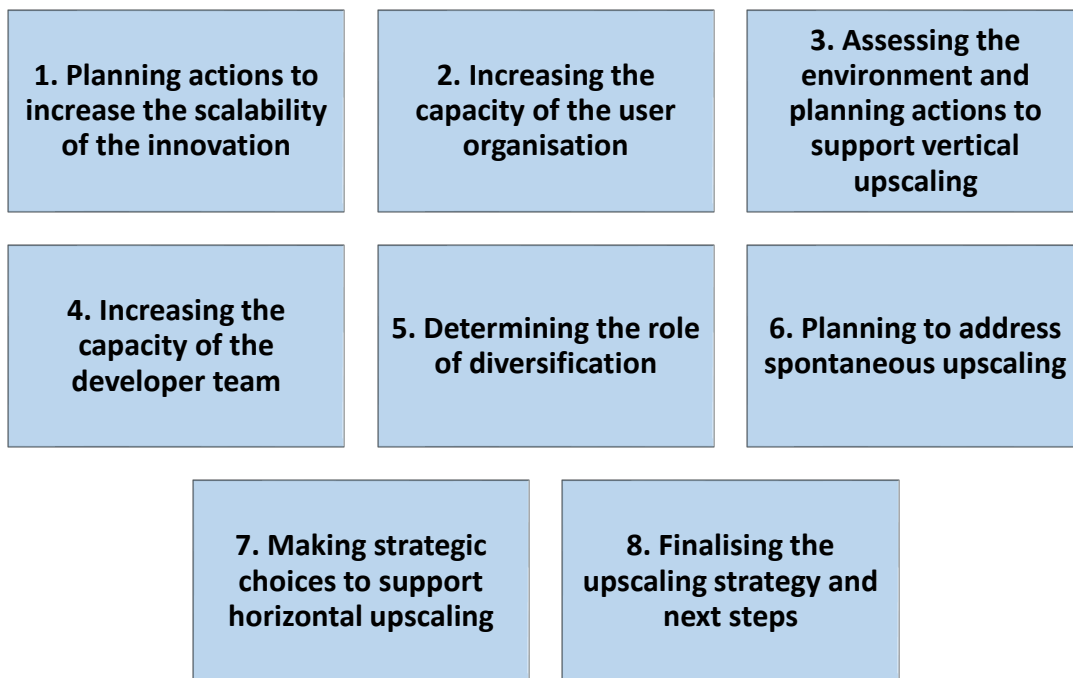 1. Planning actions to
increase the scalability
of the innovation
2. Increasing the
capacity of the user
organisation
3. Assessing the
environment and
planning actions to
support vertical
upscaling
4. Increasing the
capacity of the
developer team
5. Determining the role
of diversification
6. Planning to address
spontaneous upscaling
7. Making strategic
choices to support
horizontal upscaling
8. Finalising the
upscaling strategy and
next steps